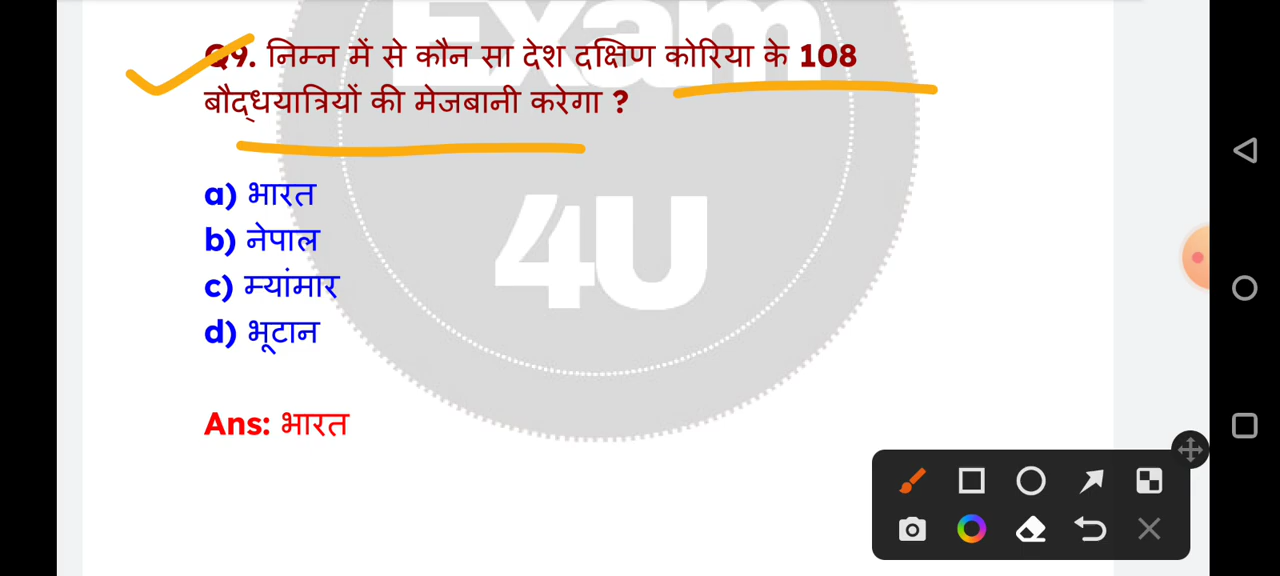 Exam
Q9. निम्न में से कौन सा देश दक्षिण कोरिया के 108
बौद्धयात्रियों की मेजबानी करेगा ?
4U
a) भारत
b) नेपाल
c) म्यांमार
d) भूटान
Ans: भारत